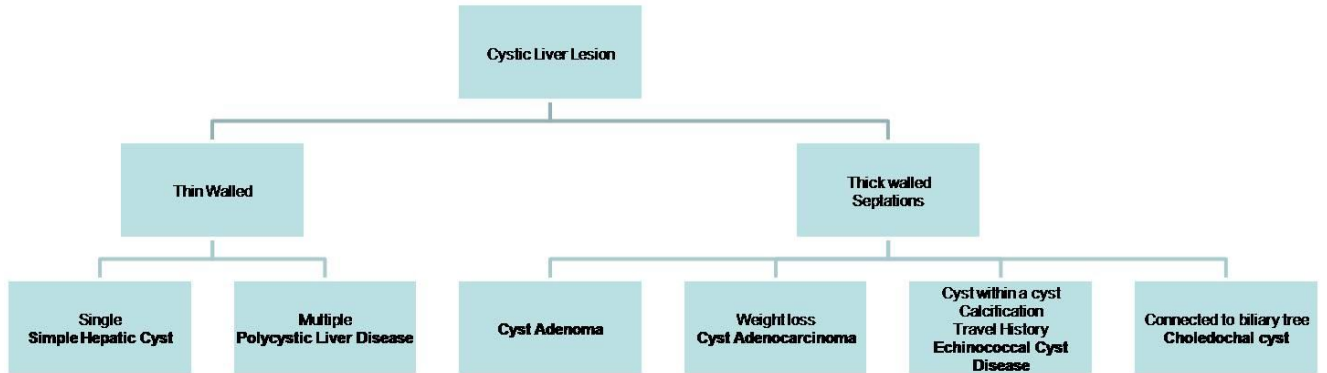 Cystic Liver Lesion
Thin Walled
Thick walled
Septations
Single
Simple Hepatic Cyst
Multiple
Polycystic Liver Disease
Cyst Adenoma
Weight loss
Cyst Adenocarcinoma
Cyst within a cyst
Calcification
Travel History
Echinococcal Cyst
Disease
Connected to biliary tree
Choledochal cyst